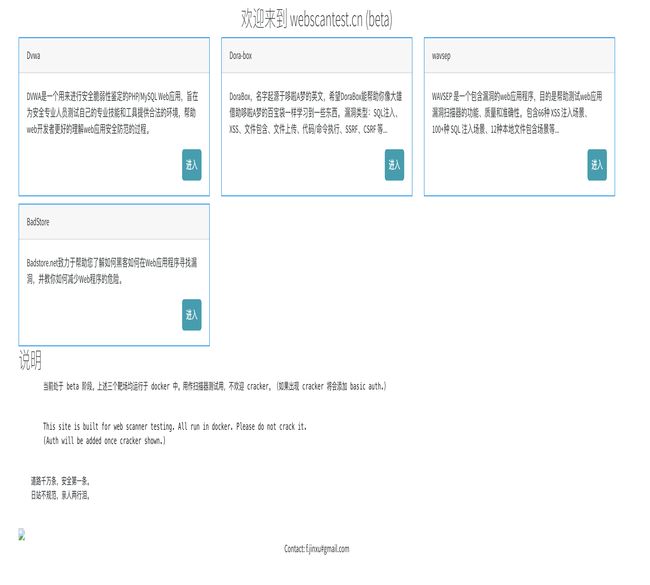 欢迎来到 webscantest.cn (beta)
Dvwa
DVWA是一个用来进行安全脆弱性鉴定的PHP/MySQL Web应用，旨在
为安全专业人员测试自己的专业技能和工具提供合法的环境，帮助
web开发者更好的理解web应用安全防范的过程。
进入
Dora-box
DoraBox，名字起源于哆啦A梦的英文，希望DoraBox能帮助你像大雄
借助哆啦A梦的百宝袋一样学习到一些东西。漏洞类型：SQL注入、
XSS、文件包含、文件上传、代码/命令执行、SSRF、CSRF 等...
进入
wavsep
WAVSEP 是一个包含漏洞的web应用程序，目的是帮助测试web应用
漏洞扫描器的功能、质量和准确性。包含66种 XSS 注入场景、
100+种 SQL 注入场景、12种本地文件包含场景等...
进入
BadStore
Badstore.net致力于帮助您了解如何黑客如何在Web应用程序寻找漏
洞，并教你如何减少Web程序的危险。
进入
说明
当前处于 beta 阶段，上述三个靶场均运行于 docker 中。用作扫描器测试用，不欢迎 cracker。（如果出现 cracker 将会添加 basic auth.）
This site is built for web scanner testing. All run in docker. Please do not crack it.
(Auth will be added once cracker shown.)
道路千万条，安全第一条。
日站不规范，亲人两行泪。
Contact: f.jinxu#gmail.com